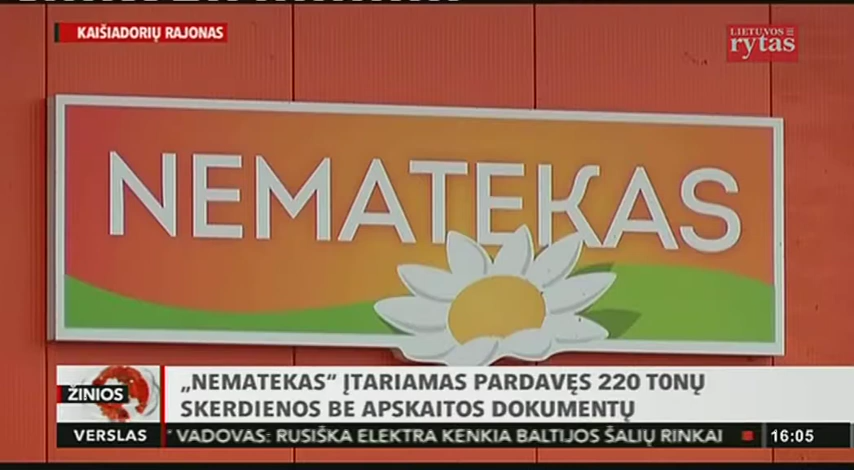 KAIŠIADORIŲ RAJONAS
LIETUVOS
rytas
NEMATEKAS
„NEMATEKAS“ ĮTARIAMAS PARDAVĘS 220 TONŲ
SKERDIENOS BE APSKAITOS DOKUMENTŲ
ŽINIOS
VERSLAS
" VADOVAS: RUSIŠKA ELEKTRA KENKIA BALTIJOS ŠALIŲ RINKAI
16:05